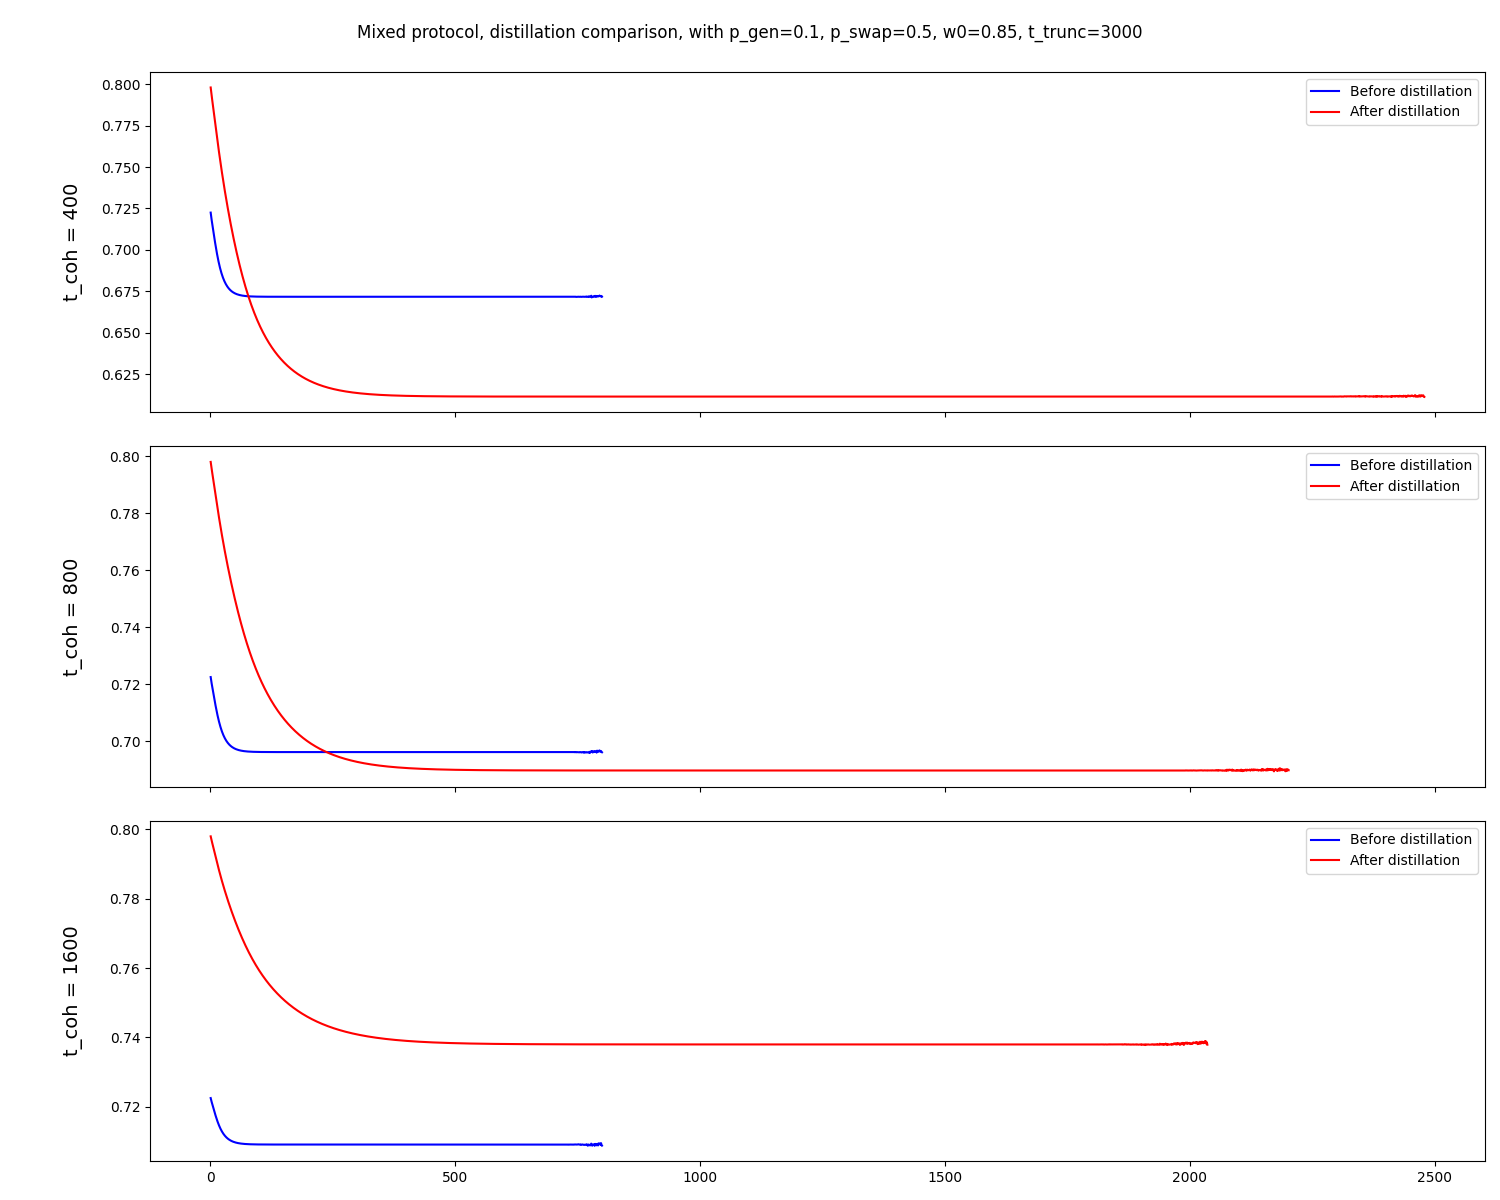 Mixed protocol, distillation comparison, with p_gen=0.1, p_swap=0.5, w0=0.85, t_trunc=3000
t_coh = 400
0.800
0.775
0.750
0.725
0.700
0.675
0.650
0.625
Before distillation
After distillation
t_coh = 800
0.80
0.78
0.76
0.74
0.72
0.70
Before distillation
After distillation
t_coh = 1600
0.80
0.78
0.76
0.74
0.72
Before distillation
After distillation
0 500 1000 1500 2000 2500